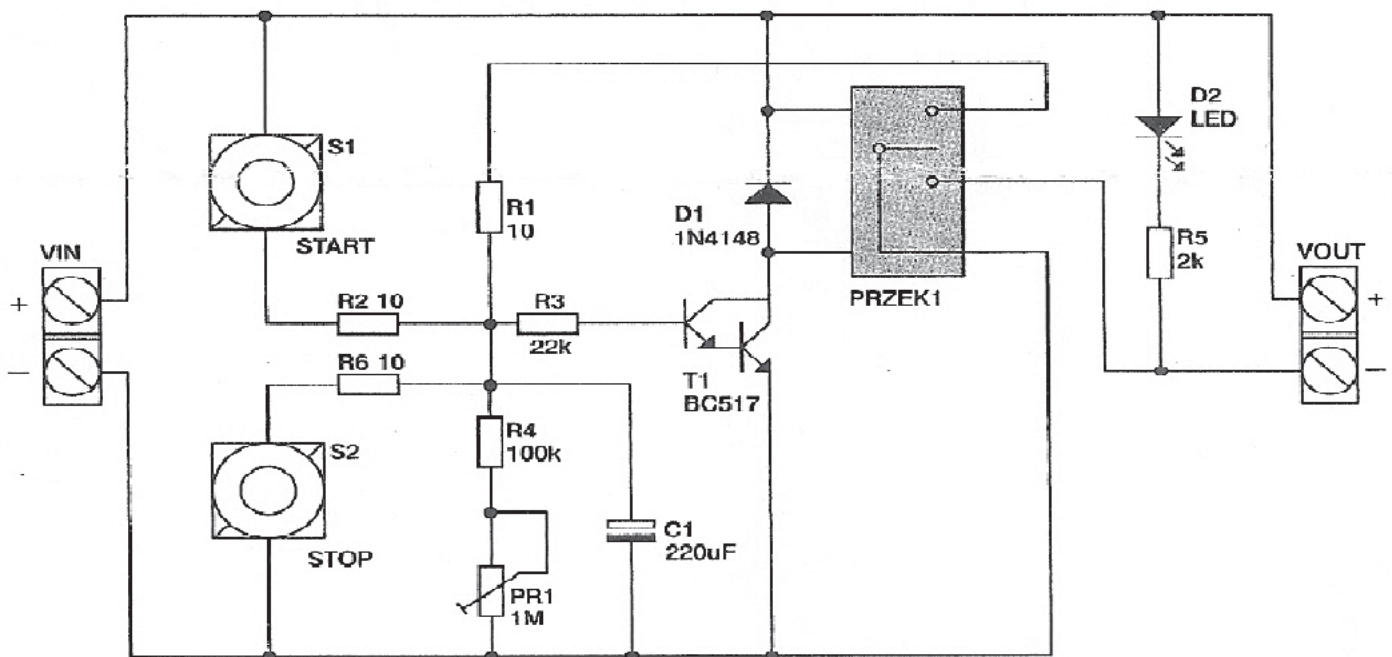 S1
START
VIN
+
−
R1
10
R2 10
R6 10
S2
STOP
R3
22k
R4
100k
PR1
1M
C1
220uF
D1
1N4148
T1
BC517
PRZEK1
D2
LED
R5
2k
VOUT
+
−